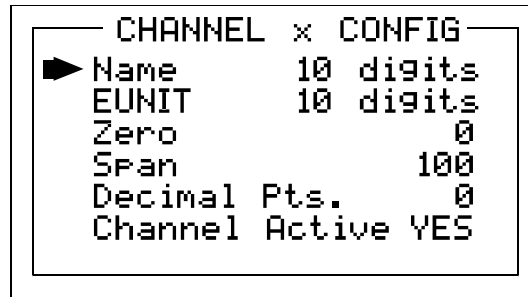 CHANNEL x CONFIG
Name 10 digits
EUNIT 10 digits
Zero 0
Span 100
Decimal Pts. 0
Channel Active YES